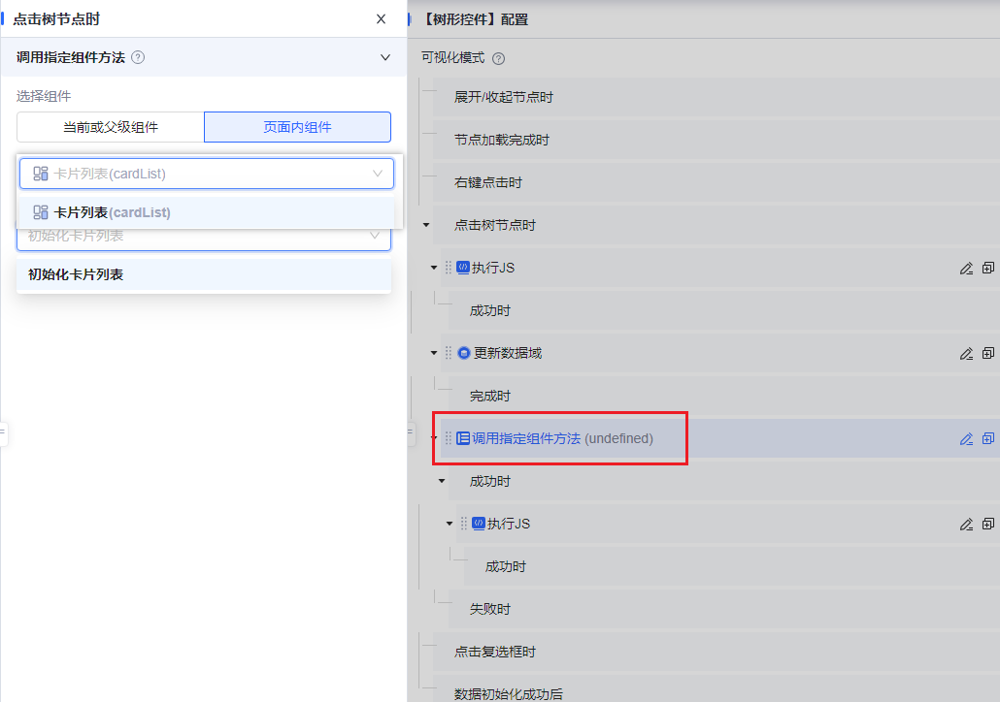 点击树节点时
调用指定组件方法
选择组件
当前或父级组件
页面内组件
卡片列表(cardList)
卡片列表(cardList)
初始化卡片列表
初始化卡片列表
【树形控件】配置
可视化模式
展开/收起节点时
节点加载完成时
右键点击时
点击树节点时
执行JS
成功时
更新数据域
完成时
调用指定组件方法 (undefined)
成功时
执行JS
成功时
失败时
点击复选框时
数据初始化成功后